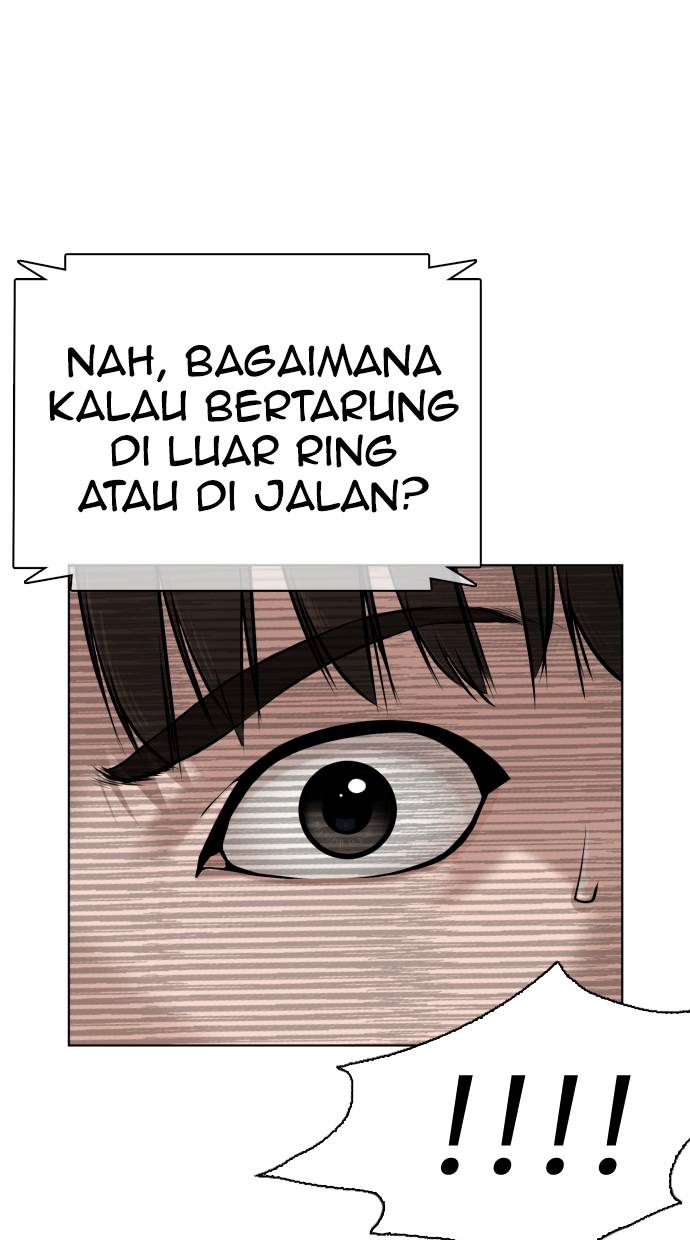 NAH, BAGAIMANA
KALAU BERTARUNG
DI LUAR RING
ATAU DI JALAN?
!!!!